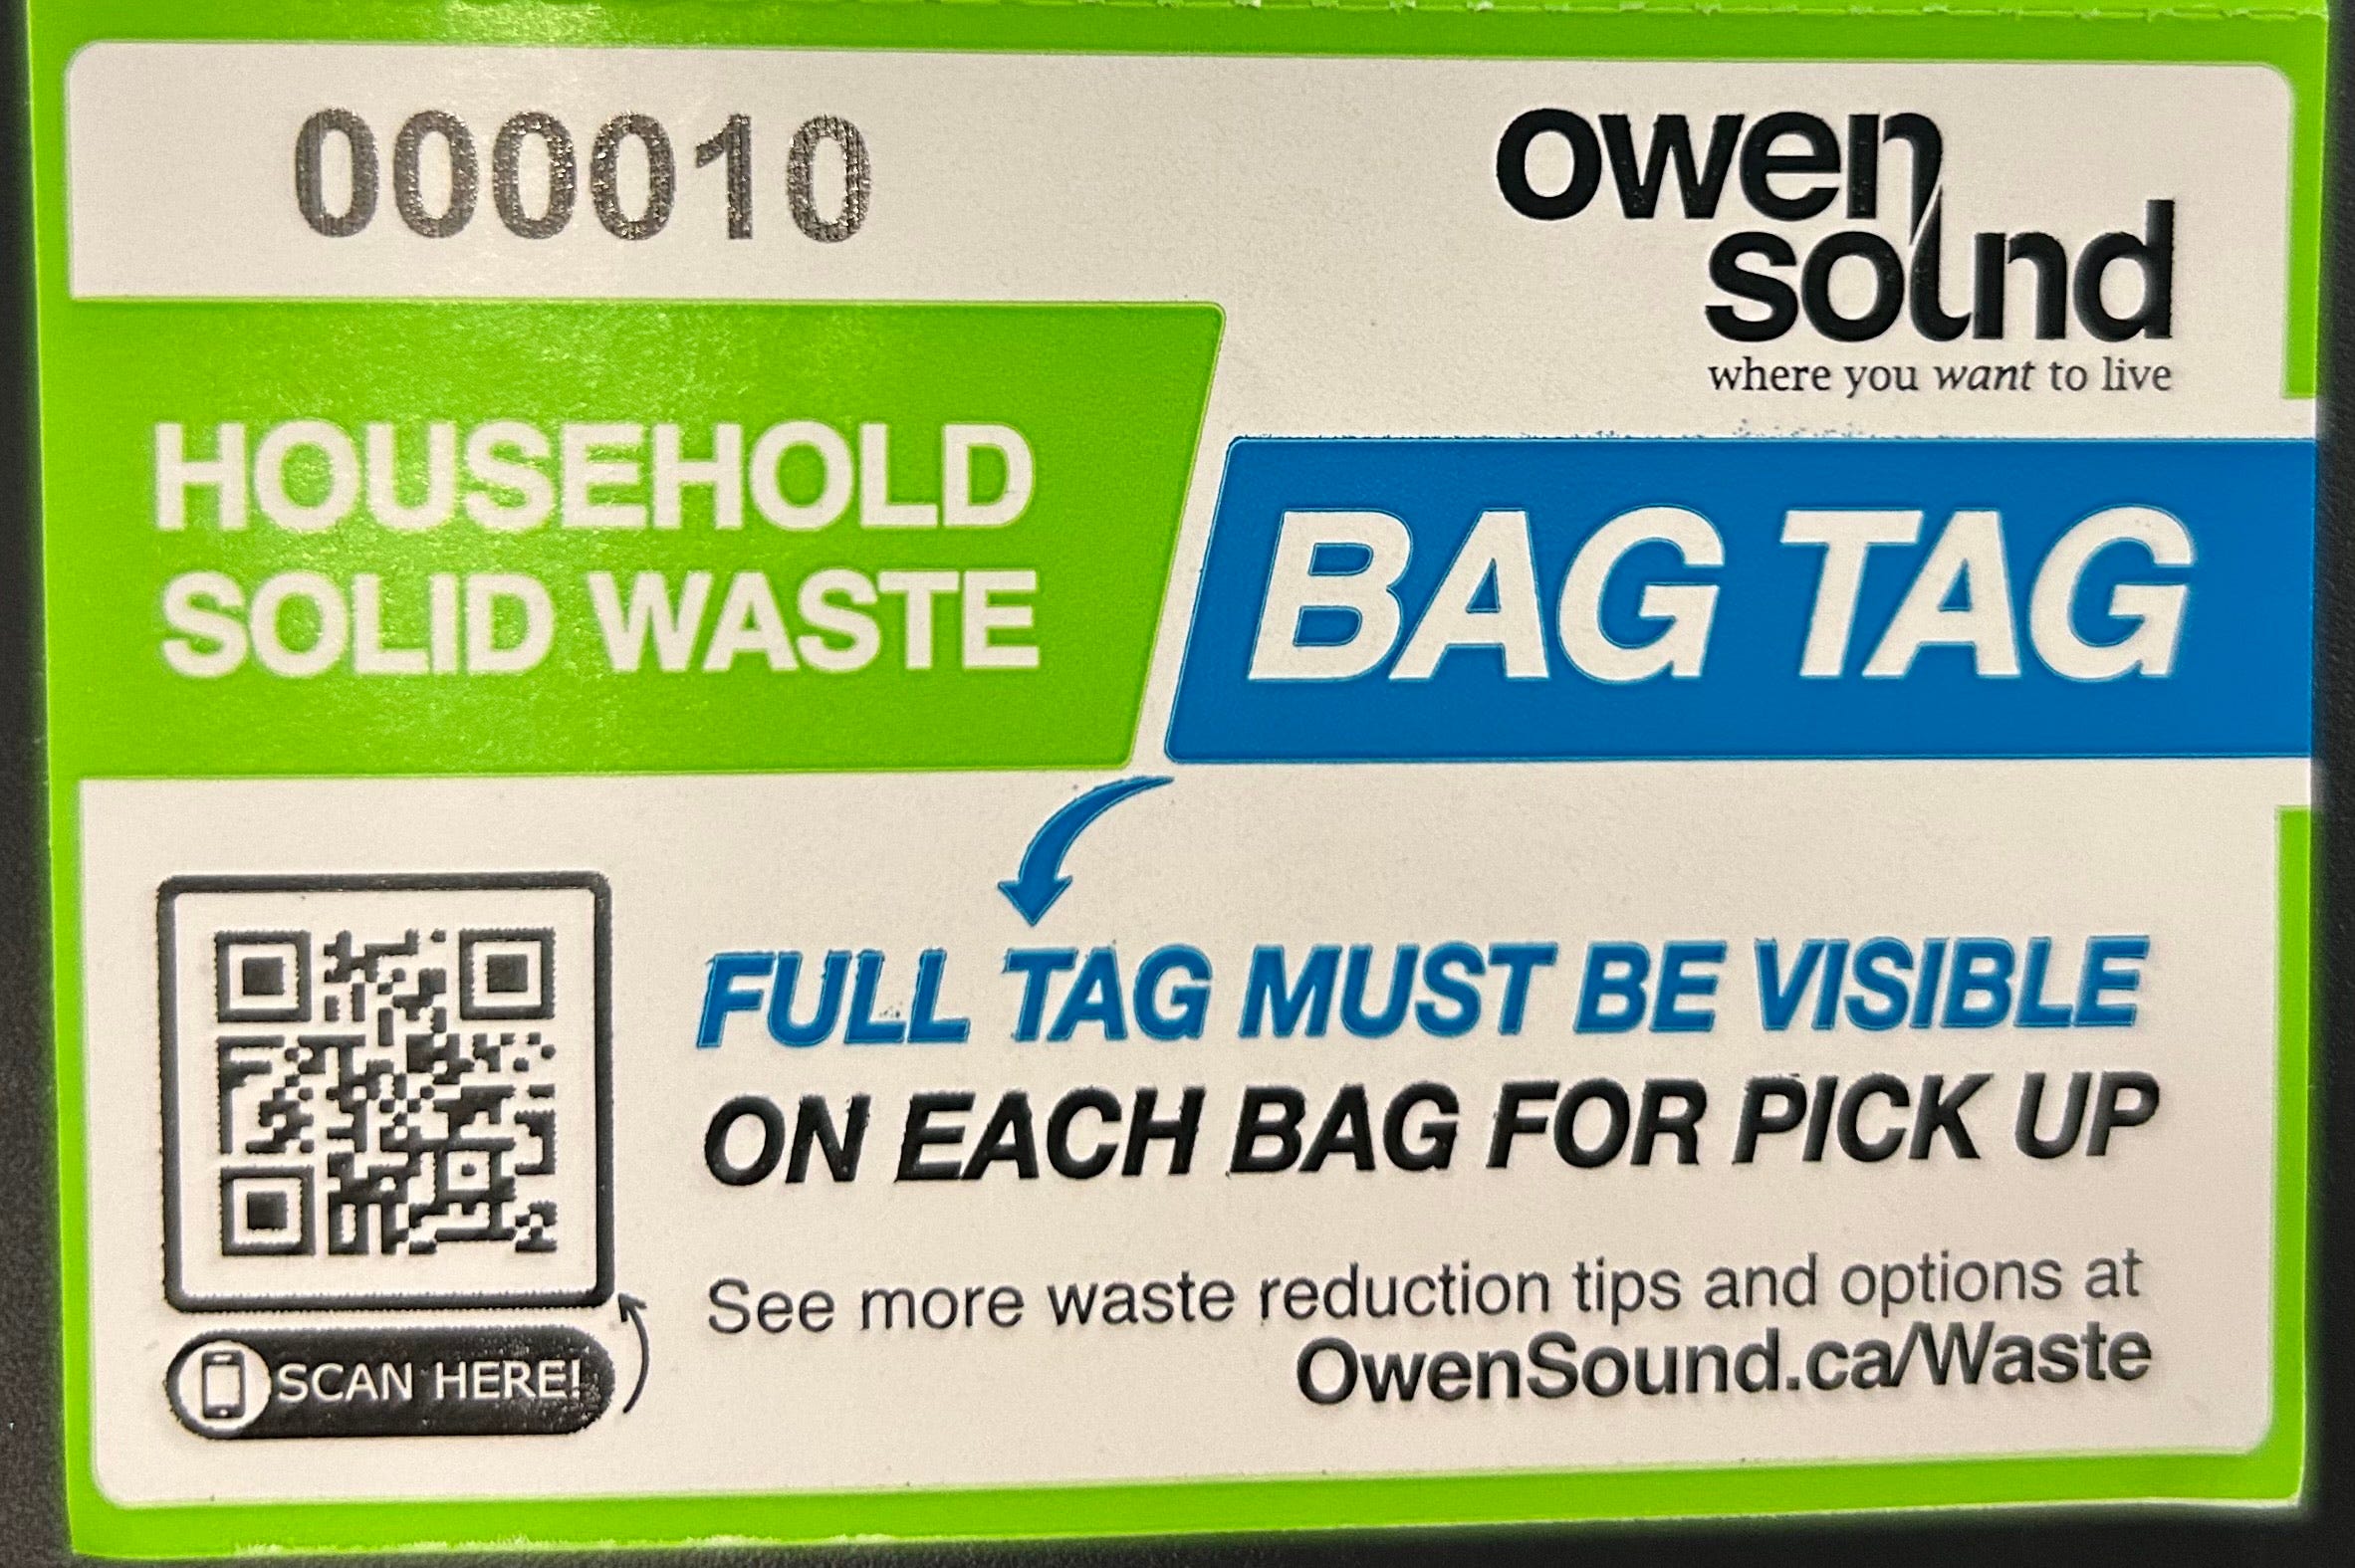 000010
owen
sound
where you want to live
HOUSEHOLD
SOLID WASTE
BAG TAG
FULL TAG MUST BE VISIBLE
ON EACH BAG FOR PICK UP
See more waste reduction tips and options at
OwenSound.ca/Waste
SCAN HERE!